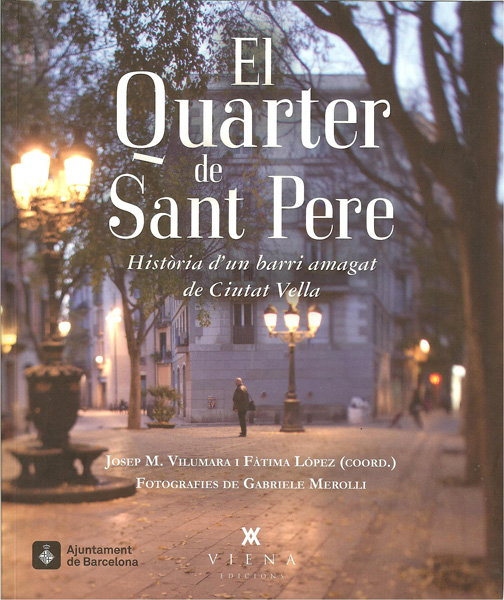 El
Quarter
de
Sant Pere
Història d'un barri amagat
de Ciutat Vella
Josep M. Vilumara i Fàtima López (coord.)
Fotografies de Gabriele Merolli
Ajuntament
de Barcelona
VIENA
EDICIONS